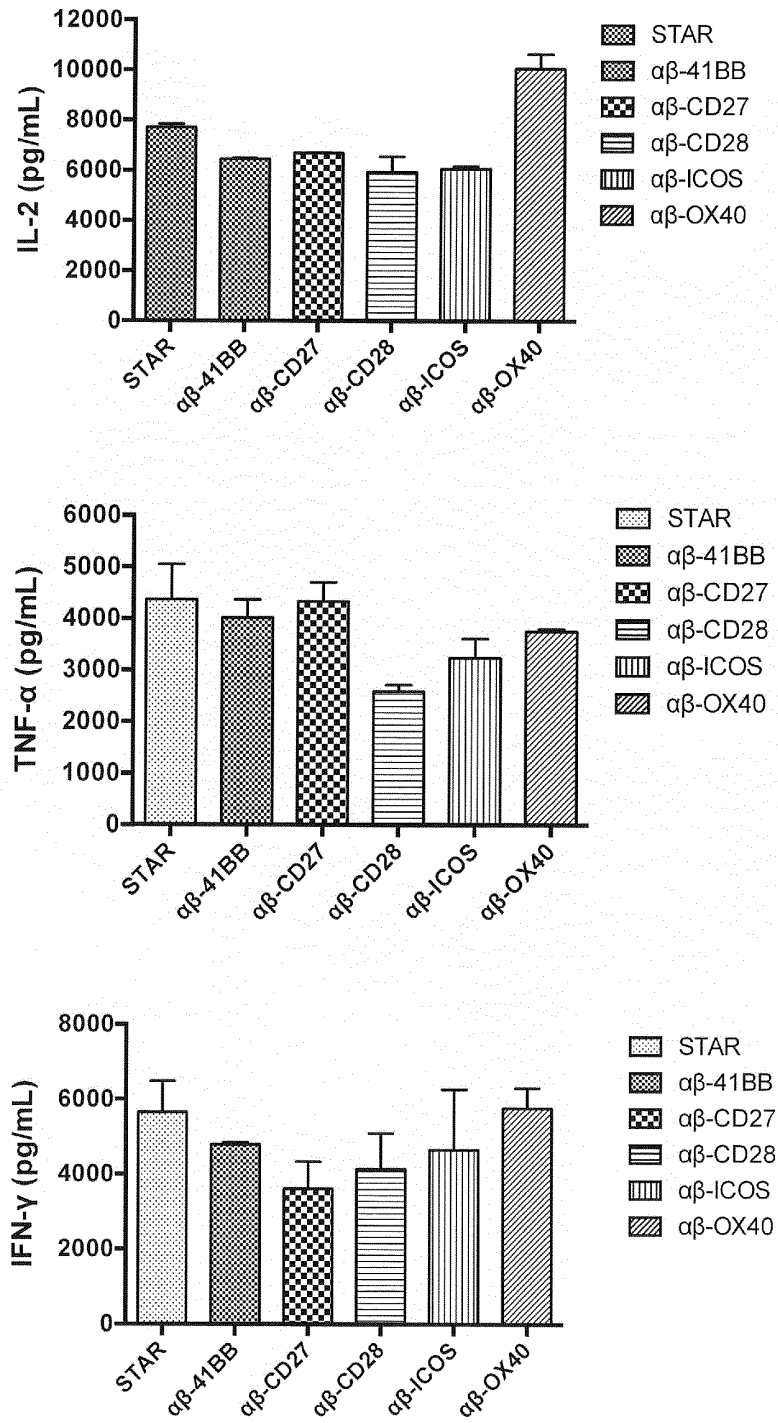 IL-2 (pg/mL)
12000
10000
8000
6000
4000
2000
0
STAR
αβ-41BB
αβ-CD27
αβ-CD28
αβ-ICOS
αβ-OX40
STAR
αβ-41BB
αβ-CD27
αβ-CD28
αβ-ICOS
αβ-OX40
TNF-α (pg/mL)
6000
5000
4000
3000
2000
1000
0
STAR
αβ-41BB
αβ-CD27
αβ-CD28
αβ-ICOS
αβ-OX40
STAR
αβ-41BB
αβ-CD27
αβ-CD28
αβ-ICOS
αβ-OX40
IFN-γ (pg/mL)
8000
6000
4000
2000
0
STAR
αβ-41BB
αβ-CD27
αβ-CD28
αβ-ICOS
αβ-OX40
STAR
αβ-41BB
αβ-CD27
αβ-CD28
αβ-ICOS
αβ-OX40